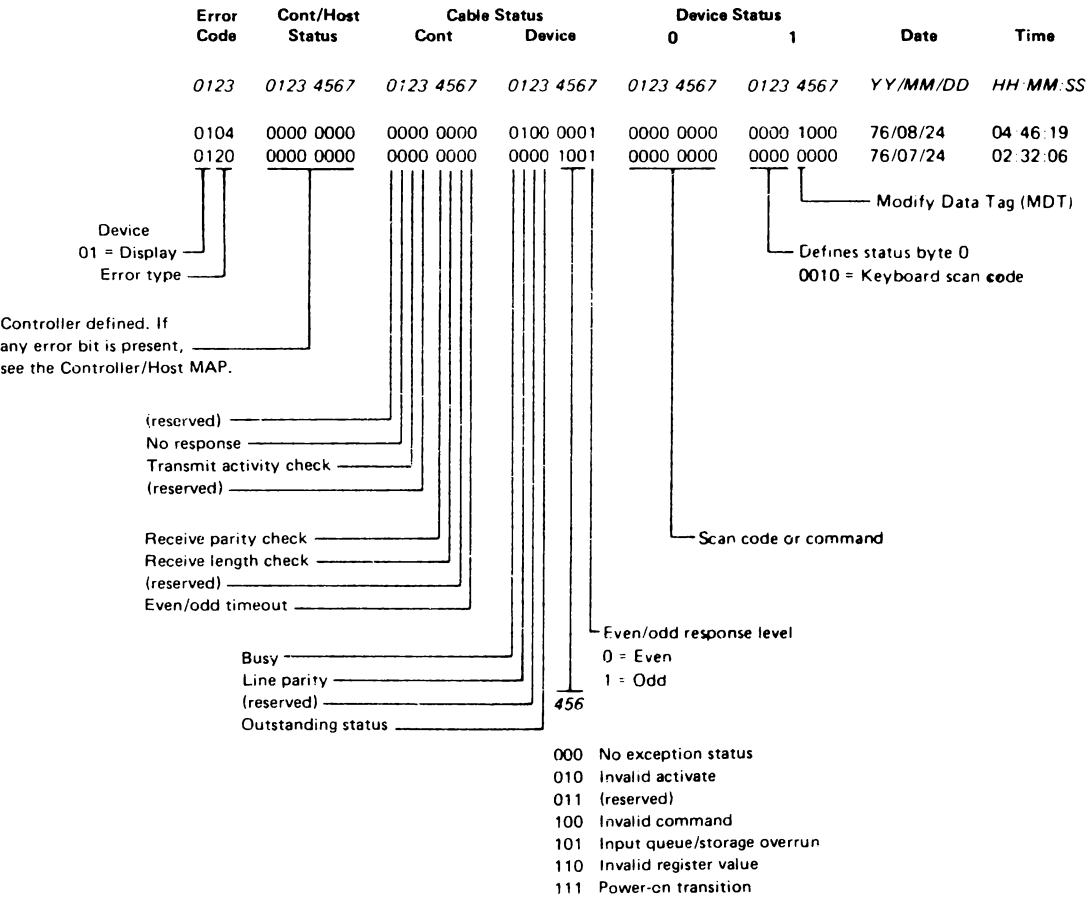 Error Cont/Host Cable Status Device Status
Code Status Cont Device 0 1 Date Time
0123 0123 4567 0123 4567 0123 4567 0123 4567 0123 4567 YY/MM/DD HH:MM:SS
0104 0000 0000 0000 0000 0100 0001 0000 0000 0000 1000 76/08/24 04:46:19
0120 0000 0000 0000 0000 0000 1001 0000 0000 0000 0000 76/07/24 02:32:06
Modify Data Tag (MDT)
Device
01 = Display
Error type
Defines status byte 0
0010 = Keyboard scan code
Controller defined. If
any error bit is present,
see the Controller/Host MAP.
(reserved)
No response
Transmit activity check
(reserved)
Receive parity check
Receive length check
(reserved)
Even/odd timeout
Scan code or command
Even/odd response level
0 = Even
1 = Odd
Busy
Line parity
(reserved)
Outstanding status
456
000 No exception status
010 Invalid activate
011 (reserved)
100 Invalid command
101 Input queue/storage overrun
110 Invalid register value
111 Power-on transition